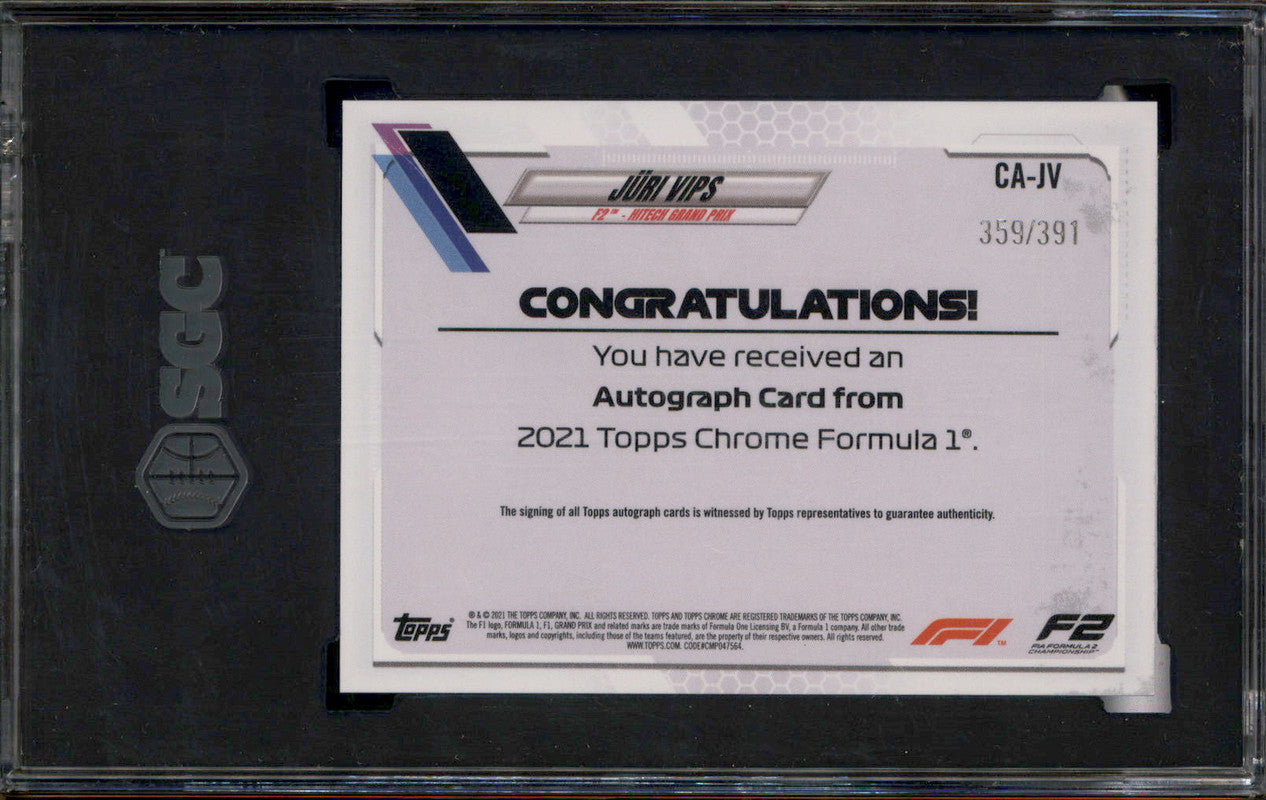 SGC
JÜRI VIPS
F2™ - HITECH GRAND PRIX
CA-JV
359/391
CONGRATULATIONS!
You have received an
Autograph Card from
2021 Topps Chrome Formula 1®.
The signing of all Topps autograph cards is witnessed by Topps representatives to guarantee authenticity.
topps
® & © 2021 THE TOPPS COMPANY, INC. ALL RIGHTS RESERVED. TOPPS AND TOPPS CHROME ARE REGISTERED TRADEMARKS OF THE TOPPS COMPANY, INC.
The F1 logo, FORMULA 1, F1, GRAND PRIX and related marks are trade marks of Formula One Licensing BV, a Formula 1 company. All other trade
marks, logos and copyrights, including those of the teams featured, are the property of their respective owners. All rights reserved.
WWW.TOPPS.COM. CODE#CMP047564.
F1™
F2
FIA FORMULA 2
CHAMPIONSHIP™